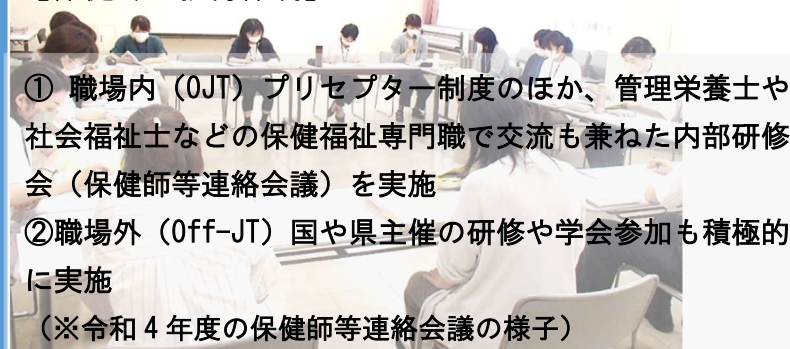 ① 職場内（OJT）プリセプター制度のほか、管理栄養士や
社会福祉士などの保健福祉専門職で交流も兼ねた内部研修
会（保健師等連絡会議）を実施
②職場外（Off-JT）国や県主催の研修や学会参加も積極的
に実施
（※令和４年度の保健師等連絡会議の様子）